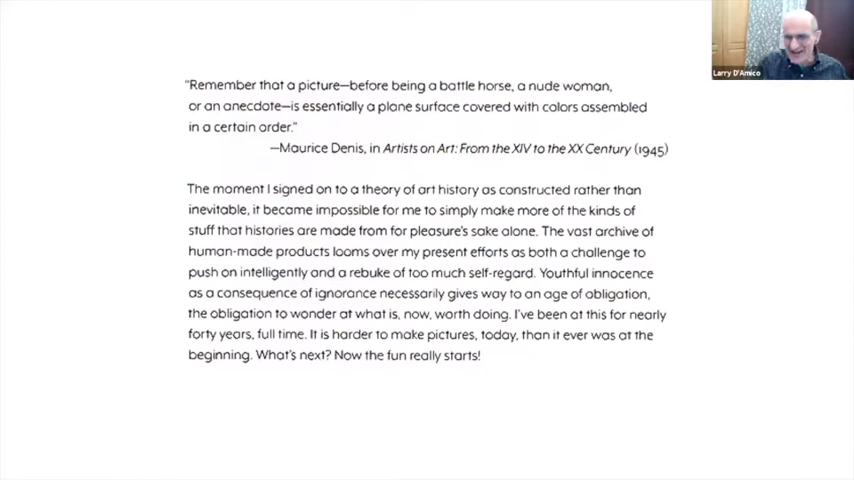 "Remember that a picture—before being a battle horse, a nude woman,
or an anecdote—is essentially a plane surface covered with colors assembled
in a certain order."
—Maurice Denis, in Artists on Art: From the XIV to the XX Century (1945)
The moment I signed on to a theory of art history as constructed rather than
inevitable, it became impossible for me to simply make more of the kinds of
stuff that histories are made from for pleasure's sake alone. The vast archive of
human-made products looms over my present efforts as both a challenge to
push on intelligently and a rebuke of too much self-regard. Youthful innocence
as a consequence of ignorance necessarily gives way to an age of obligation,
the obligation to wonder at what is, now, worth doing. I've been at this for nearly
forty years, full time. It is harder to make pictures, today, than it ever was at the
beginning. What's next? Now the fun really starts!
Larry D'Amico